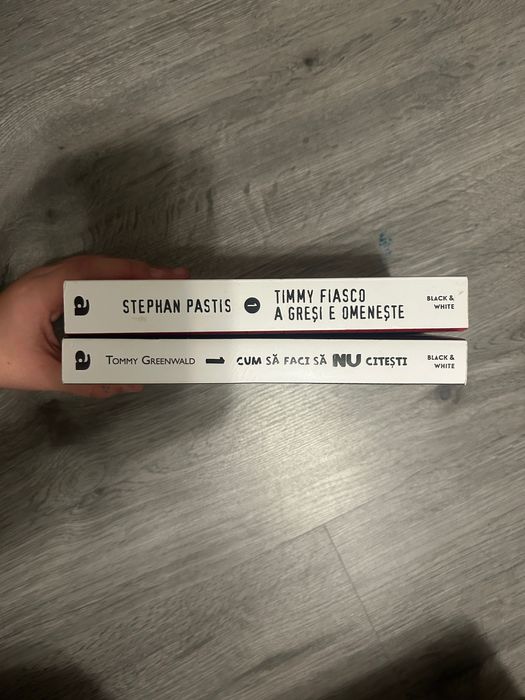 a STEPHAN PASTIS 1 TIMMY FIASCO
A GREȘI E OMENEȘTE
BLACK &
WHITE
a TOMMY GREENWALD 1 CUM SĂ FACI SĂ NU CITEȘTI
BLACK &
WHITE